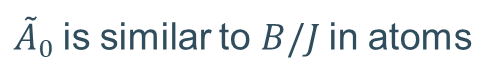 Ã₀ is similar to B/J in atoms